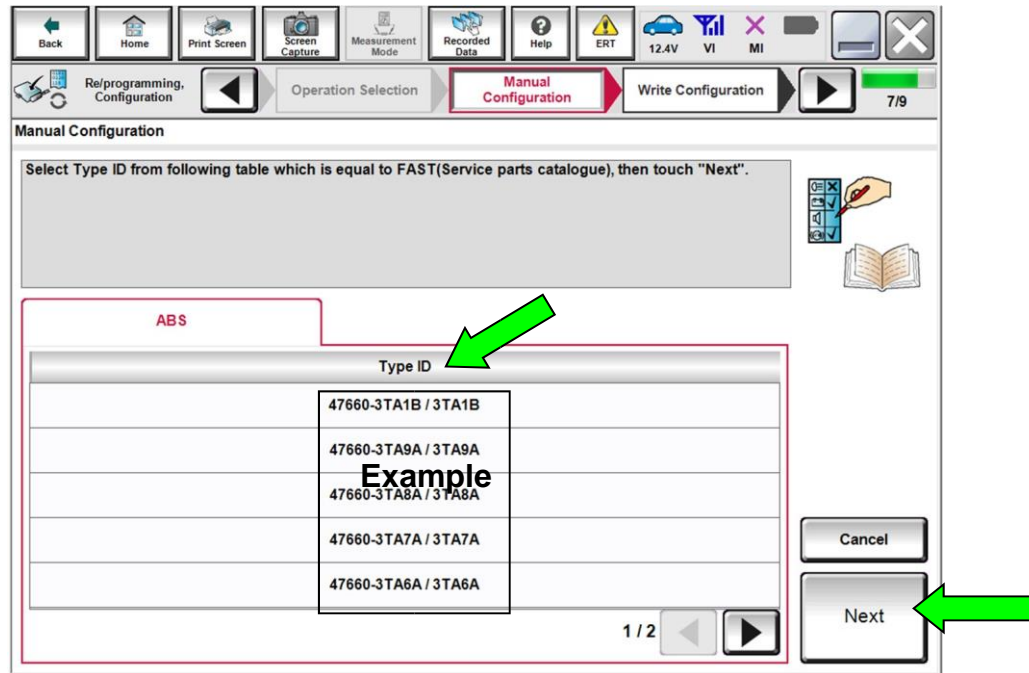 Back
Home
Print Screen
Screen
Capture
Measurement
Mode
Recorded
Data
Help
ERT
12.4V
VI
MI
Re/programming,
Configuration
Operation Selection
Manual
Configuration
Write Configuration
7/9
Manual Configuration
Select Type ID from following table which is equal to FAST(Service parts catalogue), then touch "Next".
ABS
Type ID
47660-3TA1B / 3TA1B
47660-3TA9A / 3TA9A
Example
47660-3TA8A / 3TA8A
47660-3TA7A / 3TA7A
47660-3TA6A / 3TA6A
Cancel
Next
1 / 2